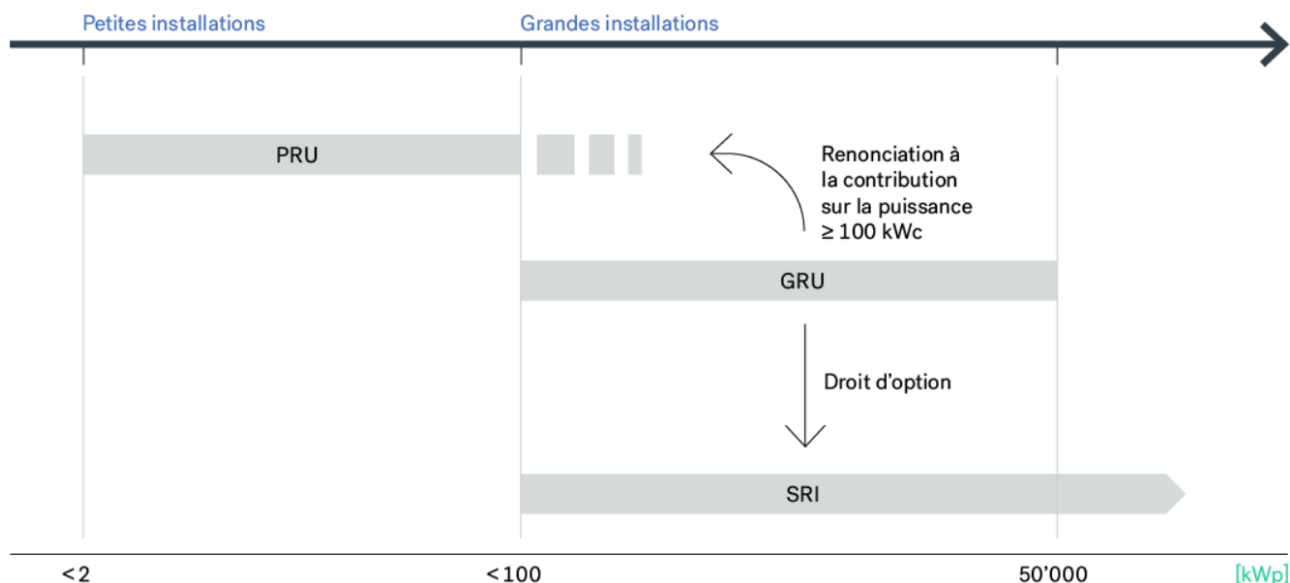 Petites installations
Grandes installations
PRU
Renonciation à
la contribution
sur la puissance
≥ 100 kWc
GRU
Droit d'option
SRI
<2
<100
50'000
[kWp]